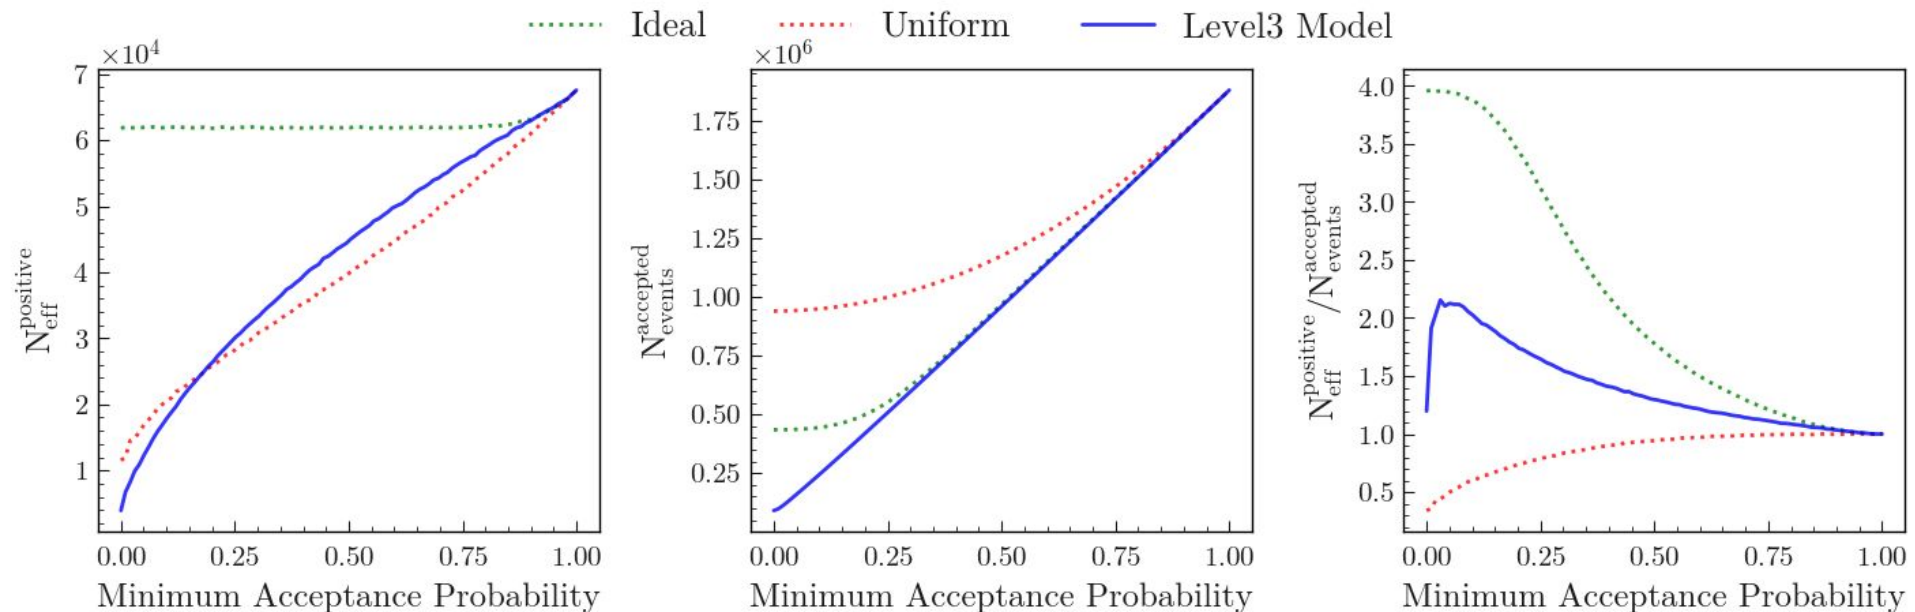 Ideal Uniform Level3 Model
×10⁴
7
6
5
4
3
2
1
N_eff^positive
0.00 0.25 0.50 0.75 1.00
Minimum Acceptance Probability
×10⁶
1.75
1.50
1.25
1.00
0.75
0.50
0.25
N_events^accepted
0.00 0.25 0.50 0.75 1.00
Minimum Acceptance Probability
4.0
3.5
3.0
2.5
2.0
1.5
1.0
0.5
N_eff^positive/N_events^accepted
0.00 0.25 0.50 0.75 1.00
Minimum Acceptance Probability